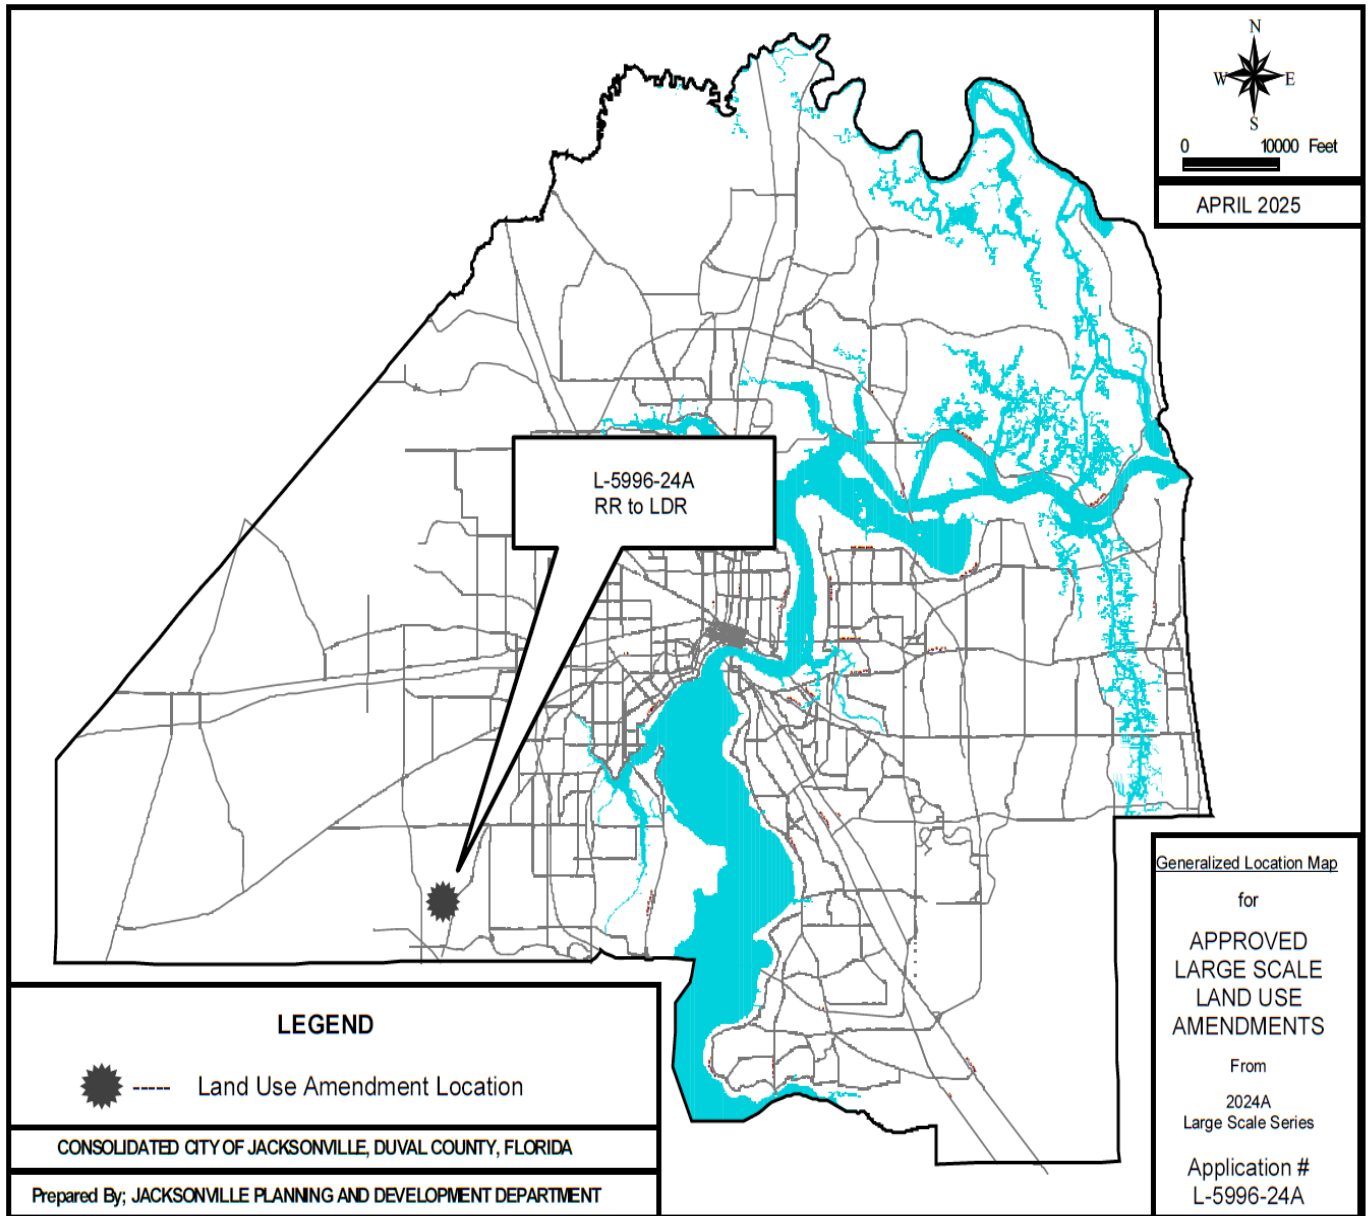 N
W E
S
0 10000 Feet
APRIL 2025
L-5996-24A
RR to LDR
Generalized Location Map
for
APPROVED
LARGE SCALE
LAND USE
AMENDMENTS
From
2024A
Large Scale Series
Application #
L-5996-24A
LEGEND
----- Land Use Amendment Location
CONSOLIDATED CITY OF JACKSONVILLE, DUVAL COUNTY, FLORIDA
Prepared By; JACKSONVILLE PLANNING AND DEVELOPMENT DEPARTMENT